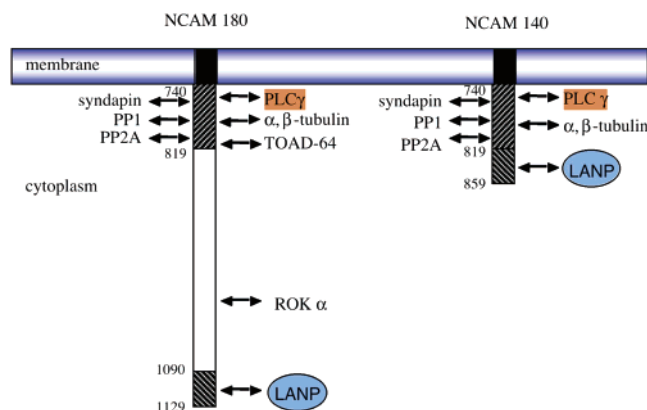 NCAM 180
NCAM 140
membrane
740
syndapin
PLCγ
PP1
α, β-tubulin
PP2A
TOAD-64
819
cytoplasm
ROK α
1090
LANP
1129
740
syndapin
PLC γ
PP1
α, β-tubulin
PP2A
819
LANP
859